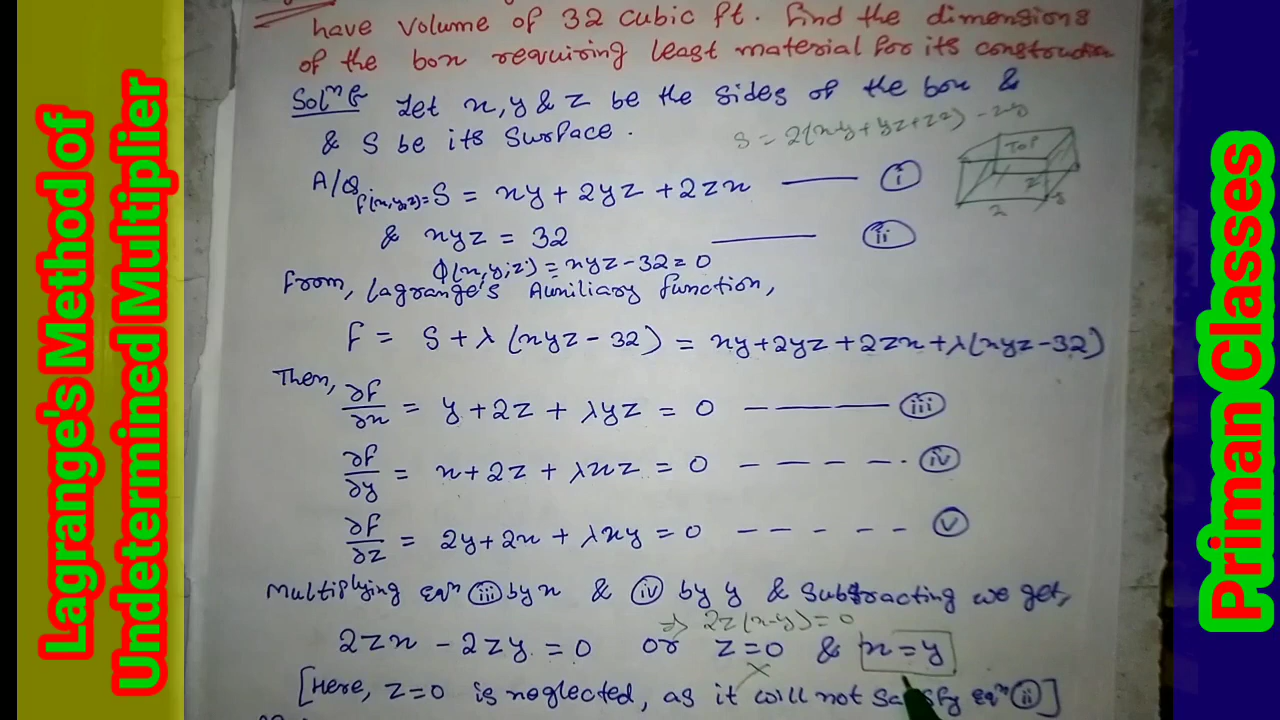 Lagrange's Method of
Undetermined Multiplier
have volume of 32 cubic ft. find the dimensions
of the box requiring least material for its construction
Solⁿ:- Let x, y & z be the sides of the box &
& S be its Surface.
S = 2(xy+yz+zx) - xy
TOP
z
x
y
A/Q, f(x,y,z)= S = xy + 2yz + 2zx —— (i)
& xyz = 32 —— (ii)
φ(x,y,z) = xyz - 32 = 0
From, Lagrange's Auxiliary function,
F = S + λ (xyz - 32) = xy+2yz+2zx+λ(xyz-32)
Then,
∂F/∂x = y + 2z + λyz = 0 ——— (iii)
∂F/∂y = x+2z + λxz = 0 - - - - - (iv)
∂F/∂z = 2y+2x + λxy = 0 - - - - - (v)
Multiplying eqⁿ (iii) by x & (iv) by y & Subtracting we get,
⇒ 2z(x-y) = 0
2zx - 2zy = 0 or z=0 & x=y
[Here, z=0 is neglected, as it will not satisfy eqⁿ (ii)]
Priman Classes